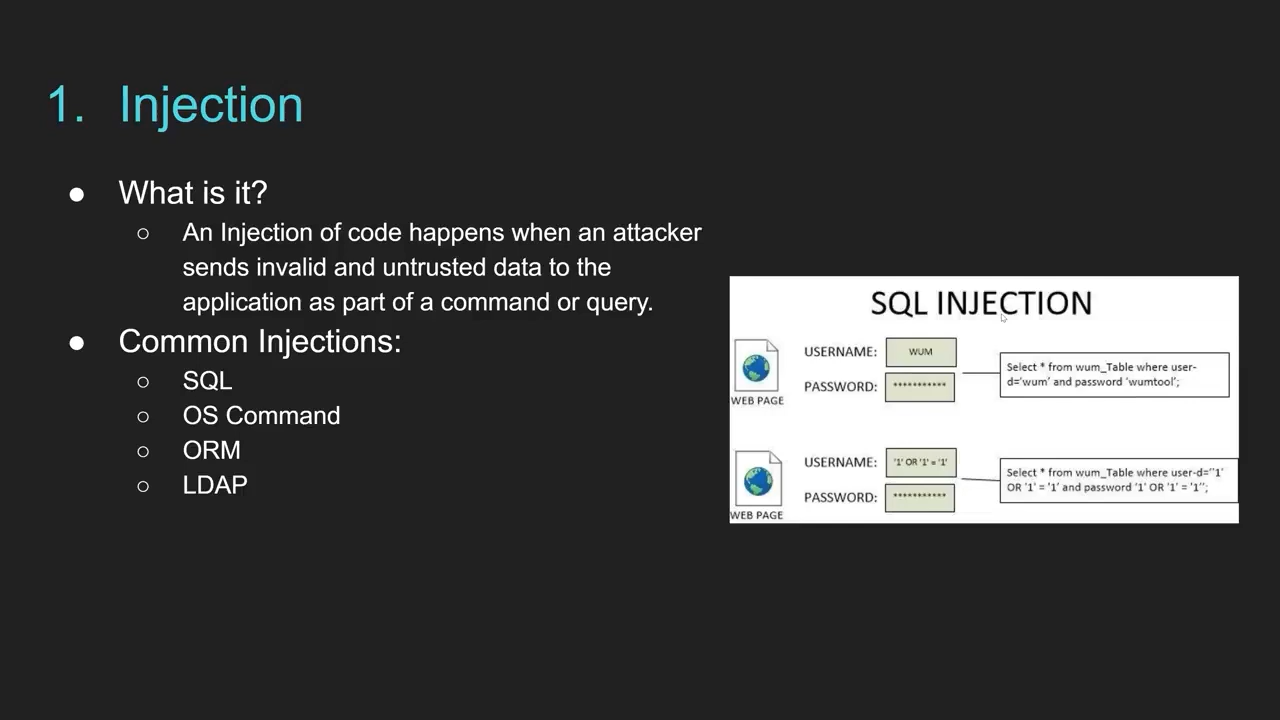 1. Injection
● What is it?
○ An Injection of code happens when an attacker
sends invalid and untrusted data to the
application as part of a command or query.
● Common Injections:
○ SQL
○ OS Command
○ ORM
○ LDAP
SQL INJECTION
USERNAME: WUM
PASSWORD: ***********
WEB PAGE
Select * from wum_Table where user-
d='wum' and password 'wumtool';
USERNAME: '1' OR '1' = '1'
PASSWORD: ***********
WEB PAGE
Select * from wum_Table where user-d=''1'
OR '1' = '1' and password '1' OR '1' = '1'';